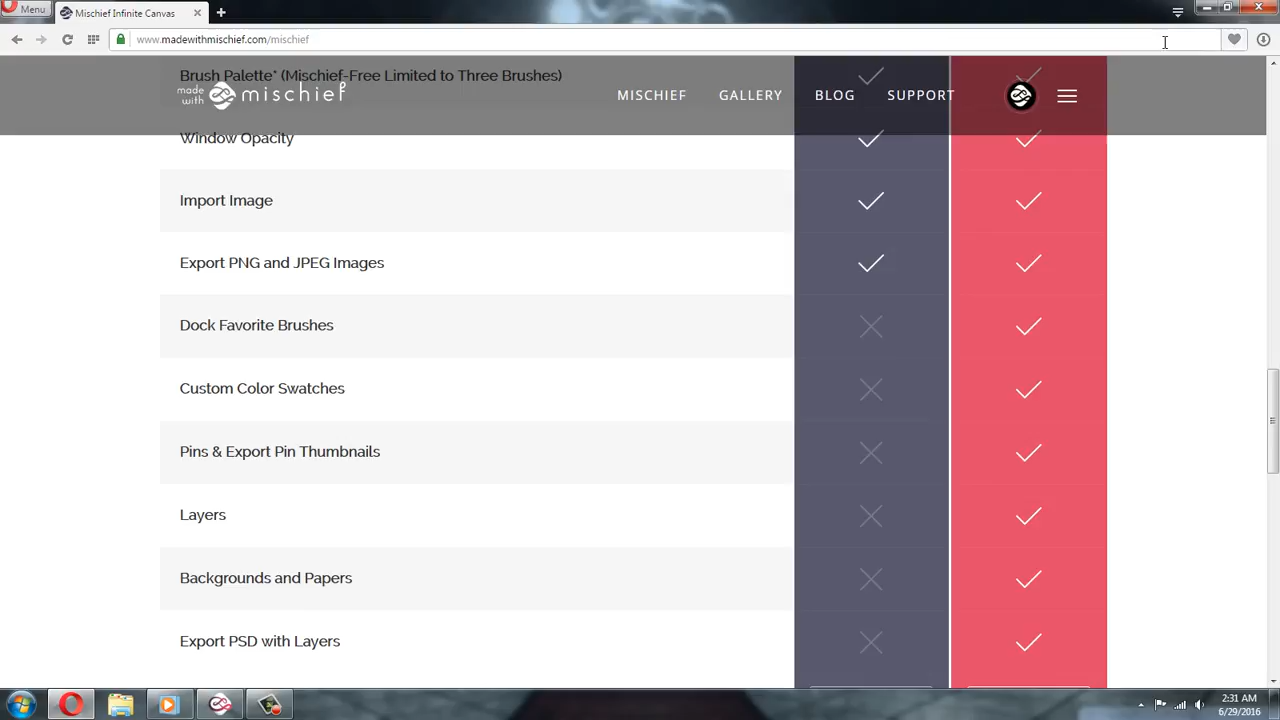 Menu
Mischief Infinite Canvas
www.madewithmischief.com/mischief
Brush Palette* (Mischief-Free Limited to Three Brushes)
made with mischief
MISCHIEF GALLERY BLOG SUPPORT
Window Opacity
Import Image
Export PNG and JPEG Images
Dock Favorite Brushes
Custom Color Swatches
Pins & Export Pin Thumbnails
Layers
Backgrounds and Papers
Export PSD with Layers
2:31 AM
6/29/2016